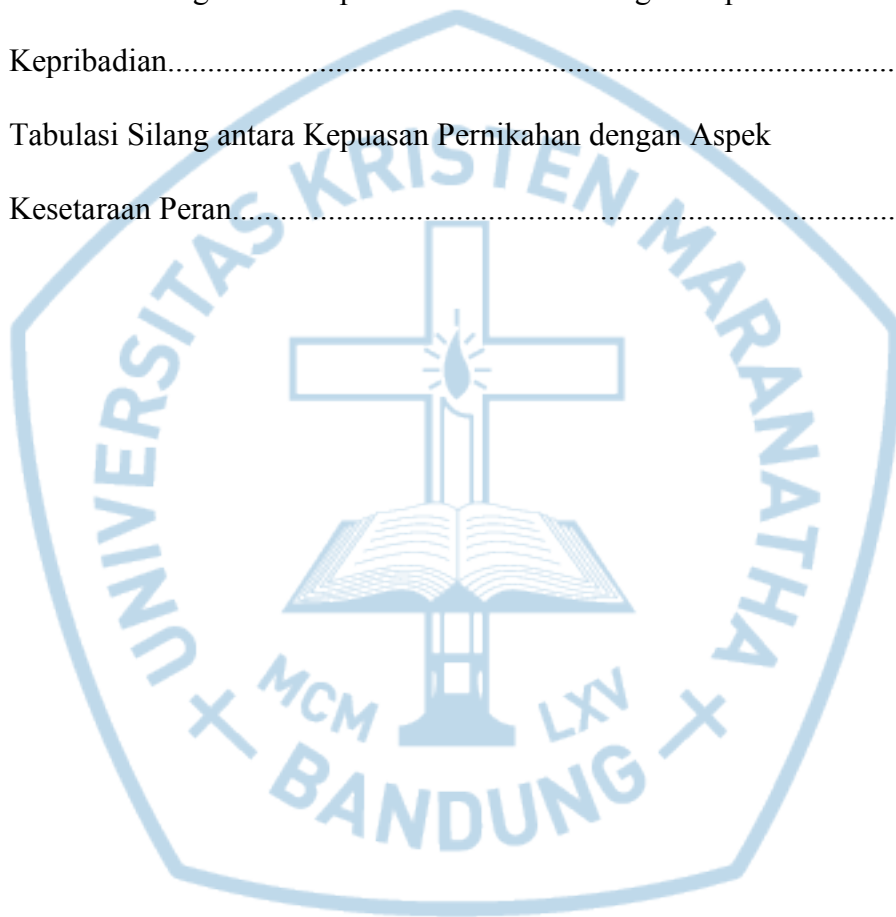 Kepribadian
Tabulasi Silang antara Kepuasan Pernikahan dengan Aspek
Kesetaraan Peran
UNIVERSITAS KRISTEN MARANATHA
MCM LXV
BANDUNG